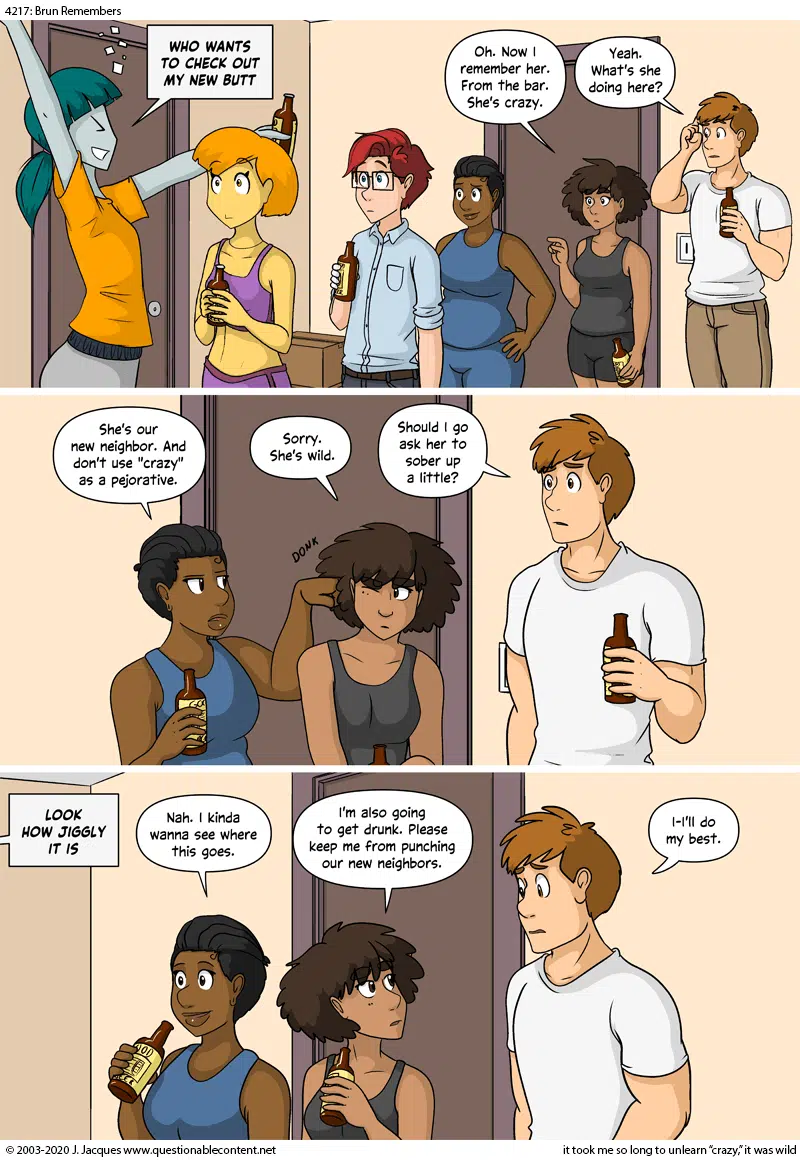 4217: Brun Remembers
WHO WANTS
TO CHECK OUT
MY NEW BUTT
Oh. Now I
remember her.
From the bar.
She's crazy.
Yeah.
What's she
doing here?
She's our
new neighbor. And
don't use "crazy"
as a pejorative.
Sorry.
She's wild.
DONK
Should I go
ask her to
sober up
a little?
LOOK
HOW JIGGLY
IT IS
Nah. I kinda
wanna see where
this goes.
I'm also going
to get drunk. Please
keep me from punching
our new neighbors.
I-I'll do
my best.
© 2003-2020 J. Jacques www.questionablecontent.net
it took me so long to unlearn "crazy," it was wild